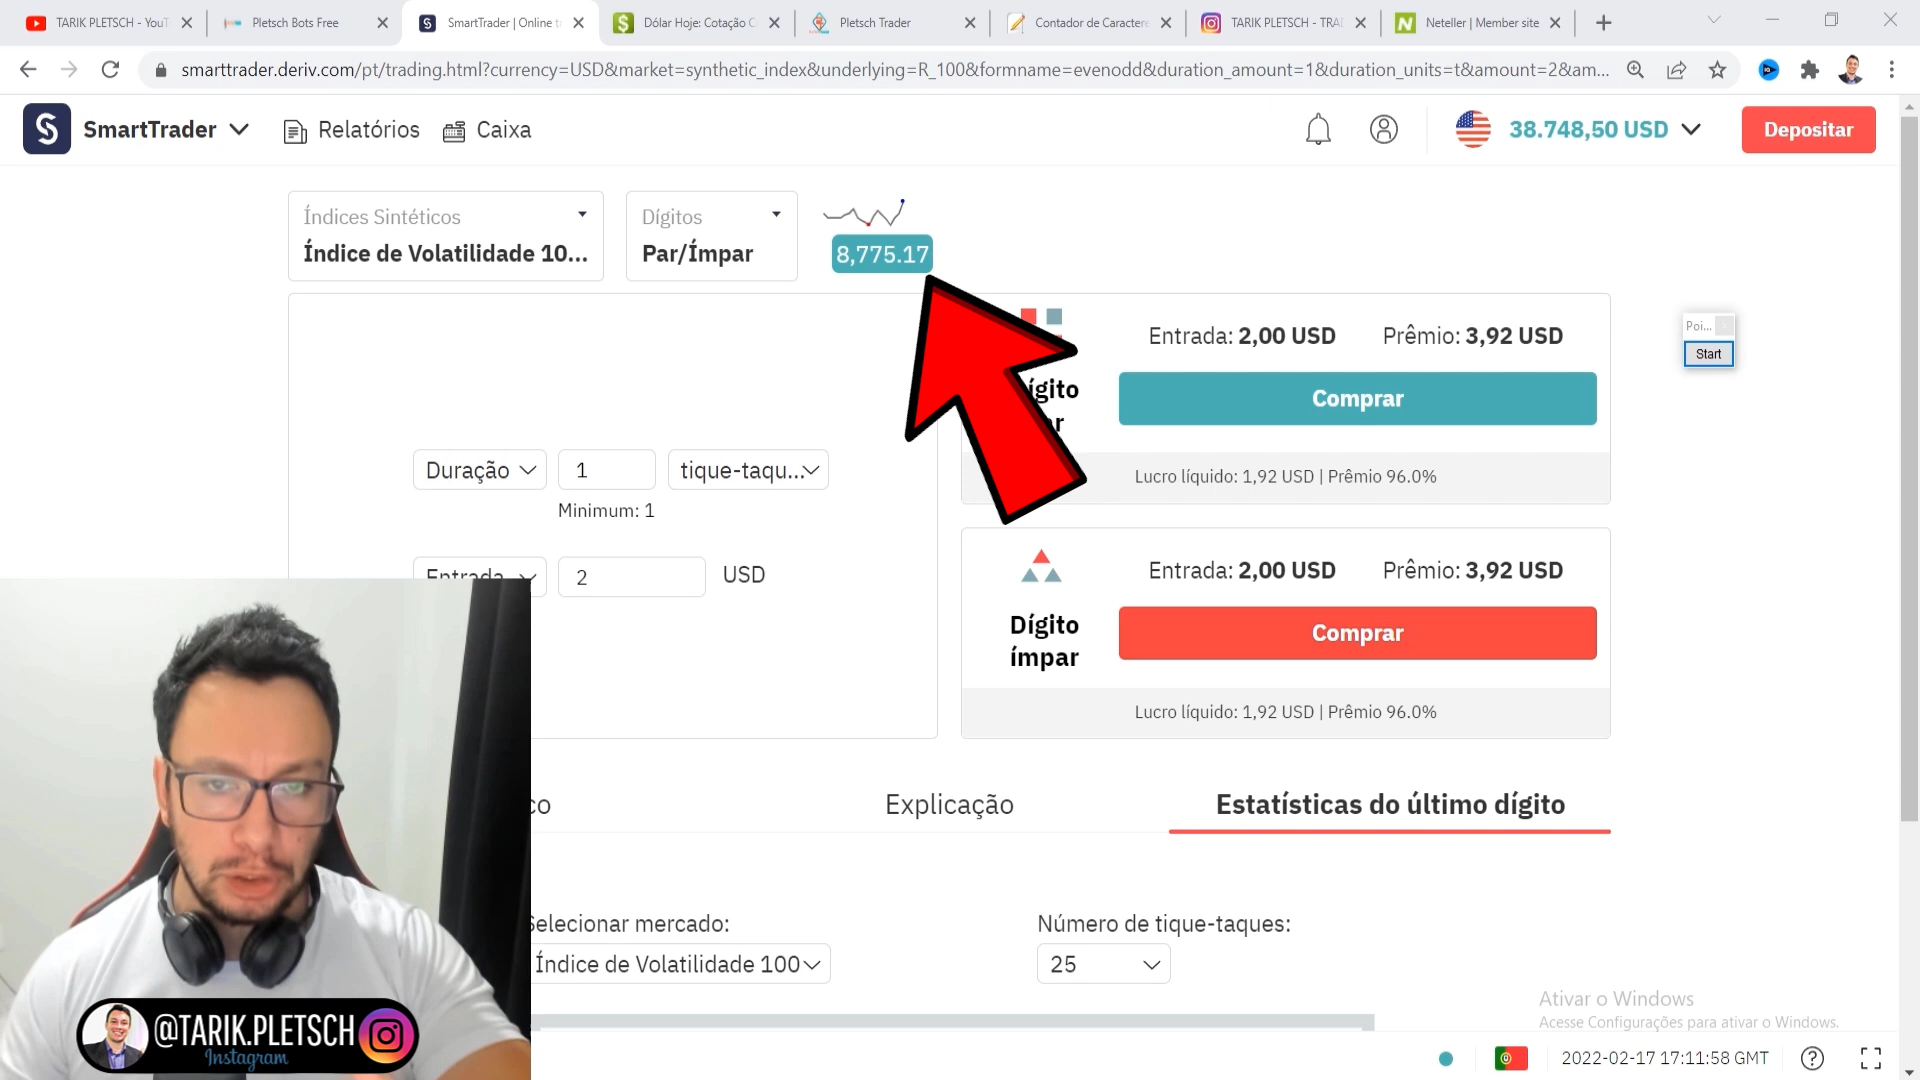 TARIK PLETSCH - YouT
Pletsch Bots Free
SmartTrader | Online t
Dólar Hoje: Cotação C
Pletsch Trader
Contador de Caractere
TARIK PLETSCH - TRA
Neteller | Member site
smarttrader.deriv.com/pt/trading.html?currency=USD&market=synthetic_index&underlying=R_100&formname=evenodd&duration_amount=1&duration_units=t&amount=2&am...
SmartTrader
Relatórios
Caixa
38.748,50 USD
Depositar
Índices Sintéticos
Índice de Volatilidade 10...
Dígitos
Par/Ímpar
8,775.17
Entrada: 2,00 USD
Prêmio: 3,92 USD
Comprar
Lucro líquido: 1,92 USD | Prêmio 96.0%
Poi...
Start
Duração
1
tique-taqu...
Minimum: 1
Entrada
2
USD
Entrada: 2,00 USD
Prêmio: 3,92 USD
Dígito
ímpar
Comprar
Lucro líquido: 1,92 USD | Prêmio 96.0%
Explicação
Estatísticas do último dígito
Selecionar mercado:
Índice de Volatilidade 100
Número de tique-taques:
25
@TARIK.PLETSCH
Instagram
Ativar o Windows
Acesse Configurações para ativar o Windows.
2022-02-17 17:11:58 GMT